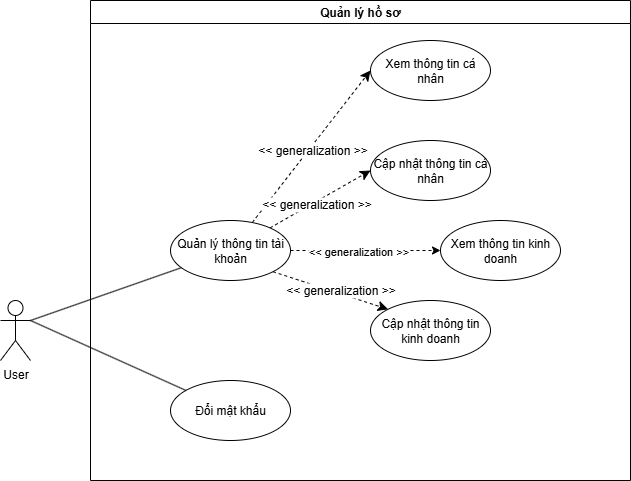 Quản lý hồ sơ
Xem thông tin cá
nhân
<< generalization >>
Cập nhật thông tin cá
nhân
<< generalization >>
Quản lý thông tin tài
khoản
<< generalization >>
Xem thông tin kinh
doanh
<< generalization >>
Cập nhật thông tin
kinh doanh
User
Đổi mật khẩu